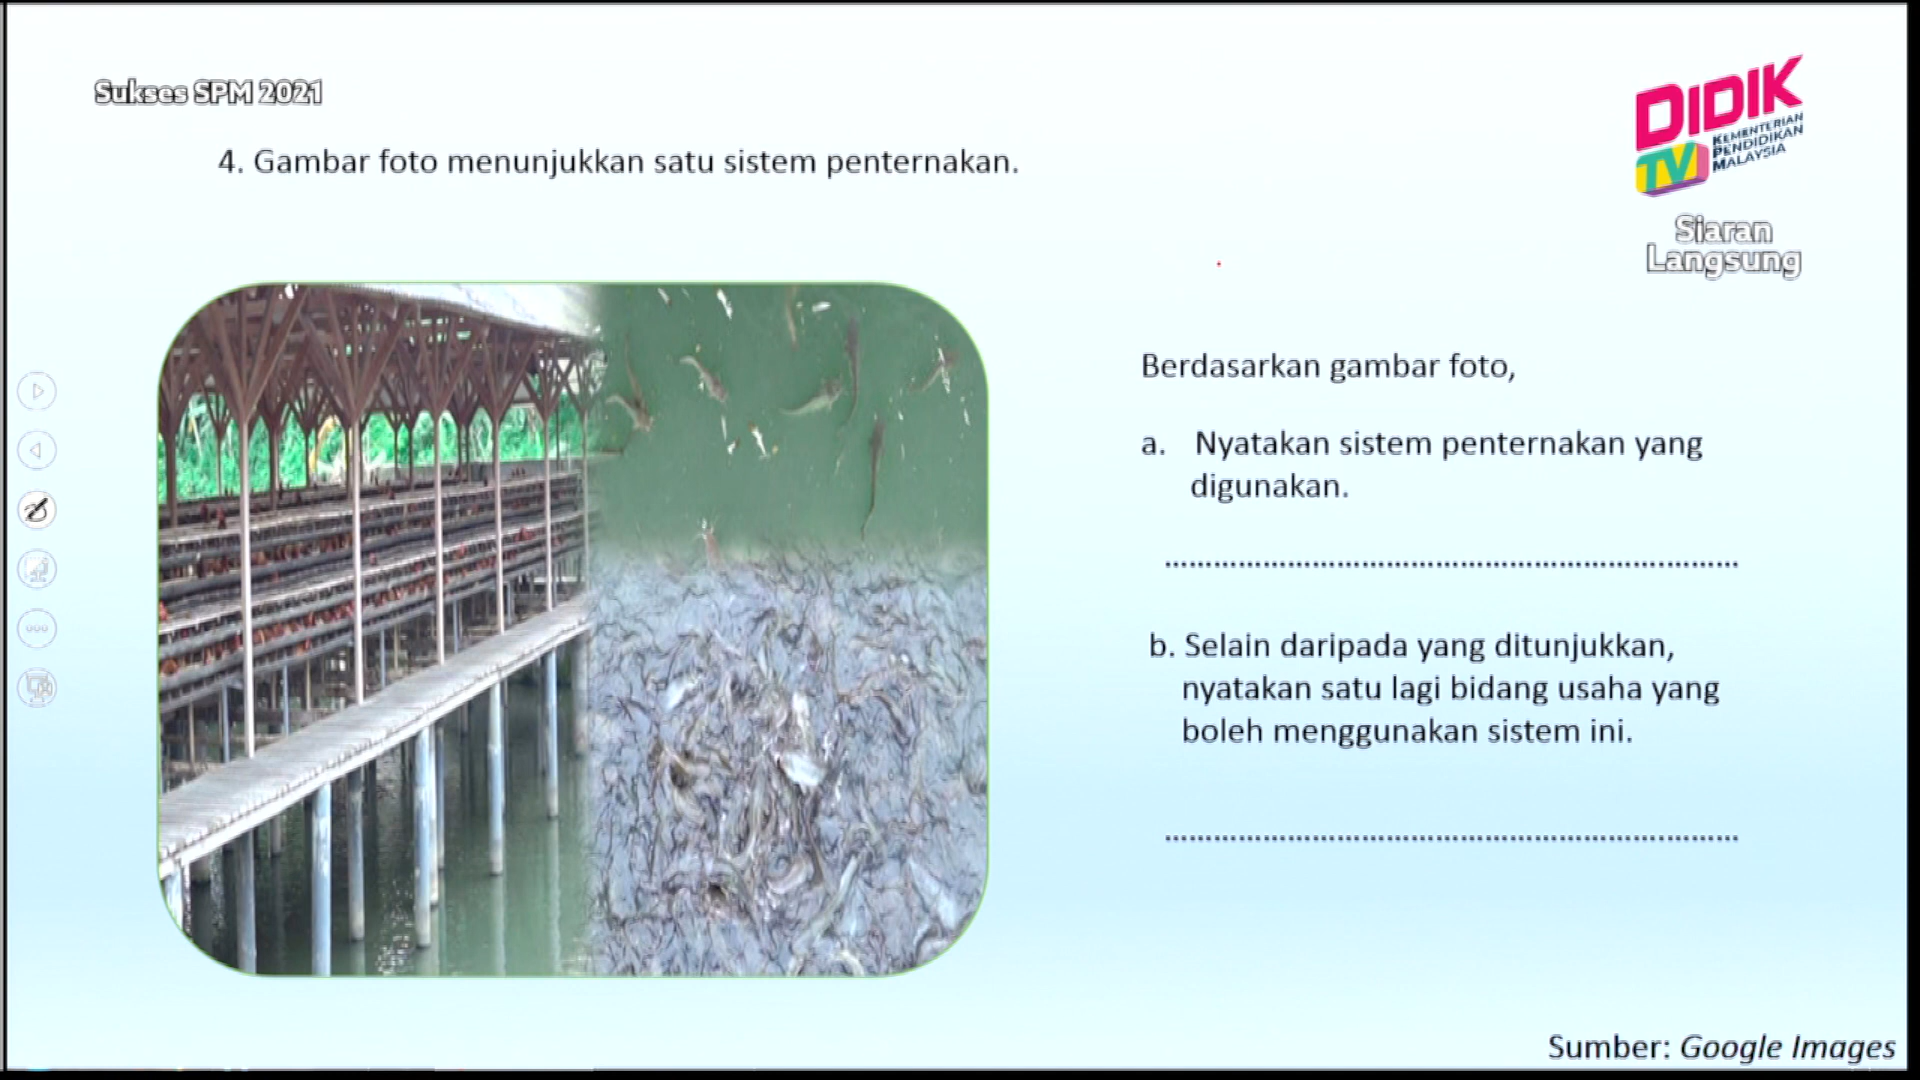 Sukses SPM 2021
DIDIK
TV
KEMENTERIAN
PENDIDIKAN
MALAYSIA
Siaran
Langsung
4. Gambar foto menunjukkan satu sistem penternakan.
Berdasarkan gambar foto,
a. Nyatakan sistem penternakan yang
digunakan.
................................................................
b. Selain daripada yang ditunjukkan,
nyatakan satu lagi bidang usaha yang
boleh menggunakan sistem ini.
................................................................
Sumber: Google Images